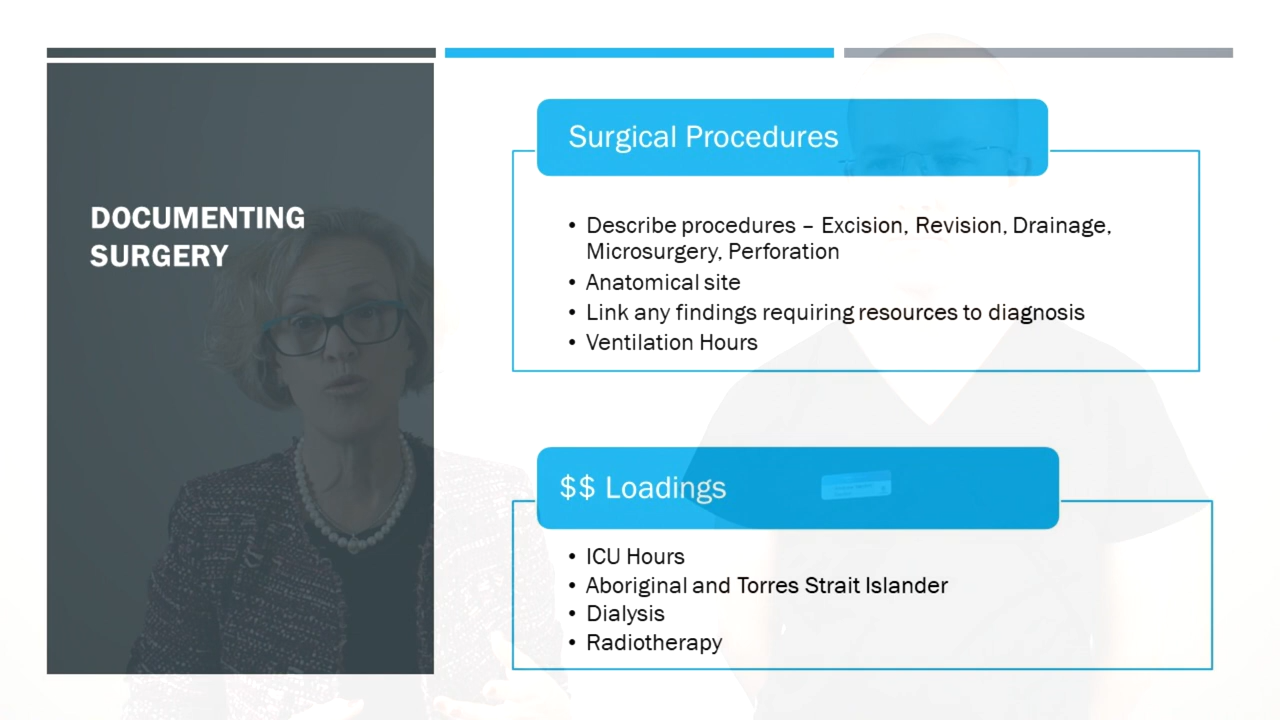 DOCUMENTING
SURGERY
Surgical Procedures
• Describe procedures – Excision, Revision, Drainage,
Microsurgery, Perforation
• Anatomical site
• Link any findings requiring resources to diagnosis
• Ventilation Hours
$$ Loadings
• ICU Hours
• Aboriginal and Torres Strait Islander
• Dialysis
• Radiotherapy